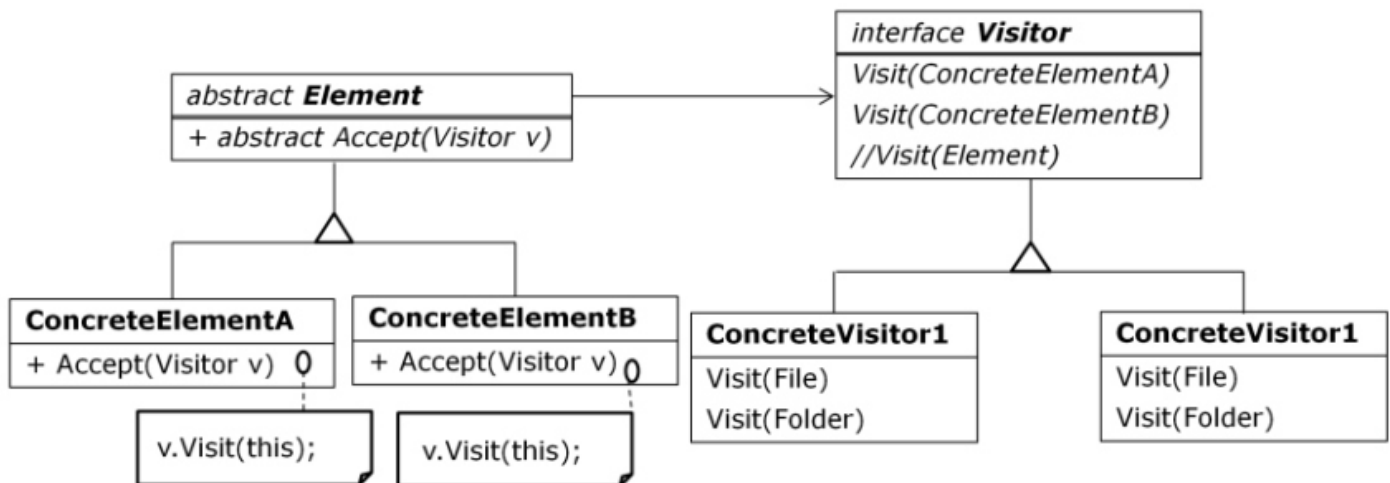 abstract Element
+ abstract Accept(Visitor v)
interface Visitor
Visit(ConcreteElementA)
Visit(ConcreteElementB)
//Visit(Element)
ConcreteElementA
+ Accept(Visitor v)
v.Visit(this);
ConcreteElementB
+ Accept(Visitor v)
v.Visit(this);
ConcreteVisitor1
Visit(File)
Visit(Folder)
ConcreteVisitor1
Visit(File)
Visit(Folder)